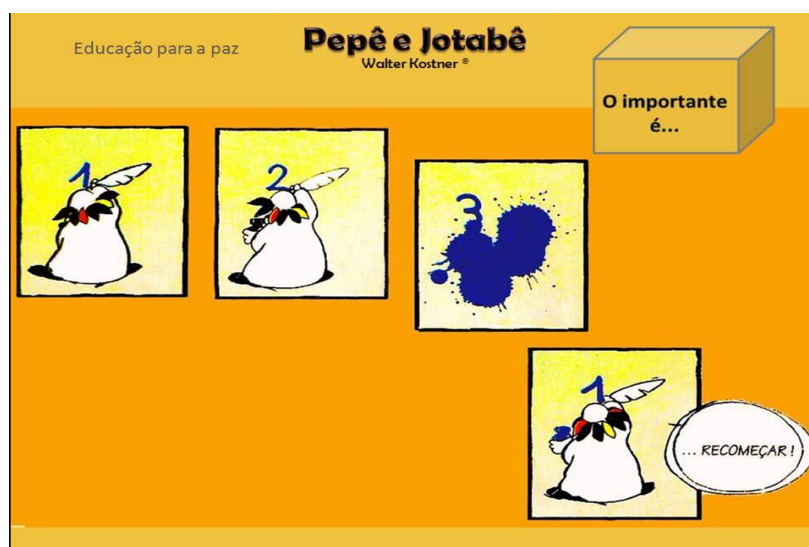 Educação para a paz
Pepê e Jotabê
Walter Kostner ®
O importante
é...
1
2
3
1
... RECOMEÇAR !